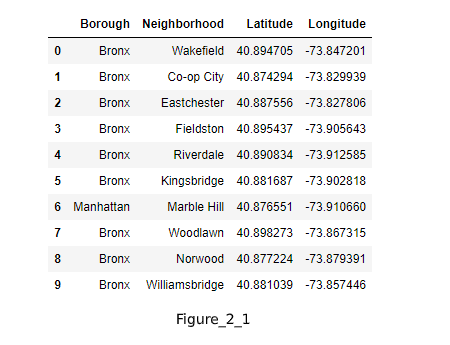 Borough Neighborhood Latitude Longitude
0 Bronx Wakefield 40.894705 -73.847201
1 Bronx Co-op City 40.874294 -73.829939
2 Bronx Eastchester 40.887556 -73.827806
3 Bronx Fieldston 40.895437 -73.905643
4 Bronx Riverdale 40.890834 -73.912585
5 Bronx Kingsbridge 40.881687 -73.902818
6 Manhattan Marble Hill 40.876551 -73.910660
7 Bronx Woodlawn 40.898273 -73.867315
8 Bronx Norwood 40.877224 -73.879391
9 Bronx Williamsbridge 40.881039 -73.857446
Figure_2_1